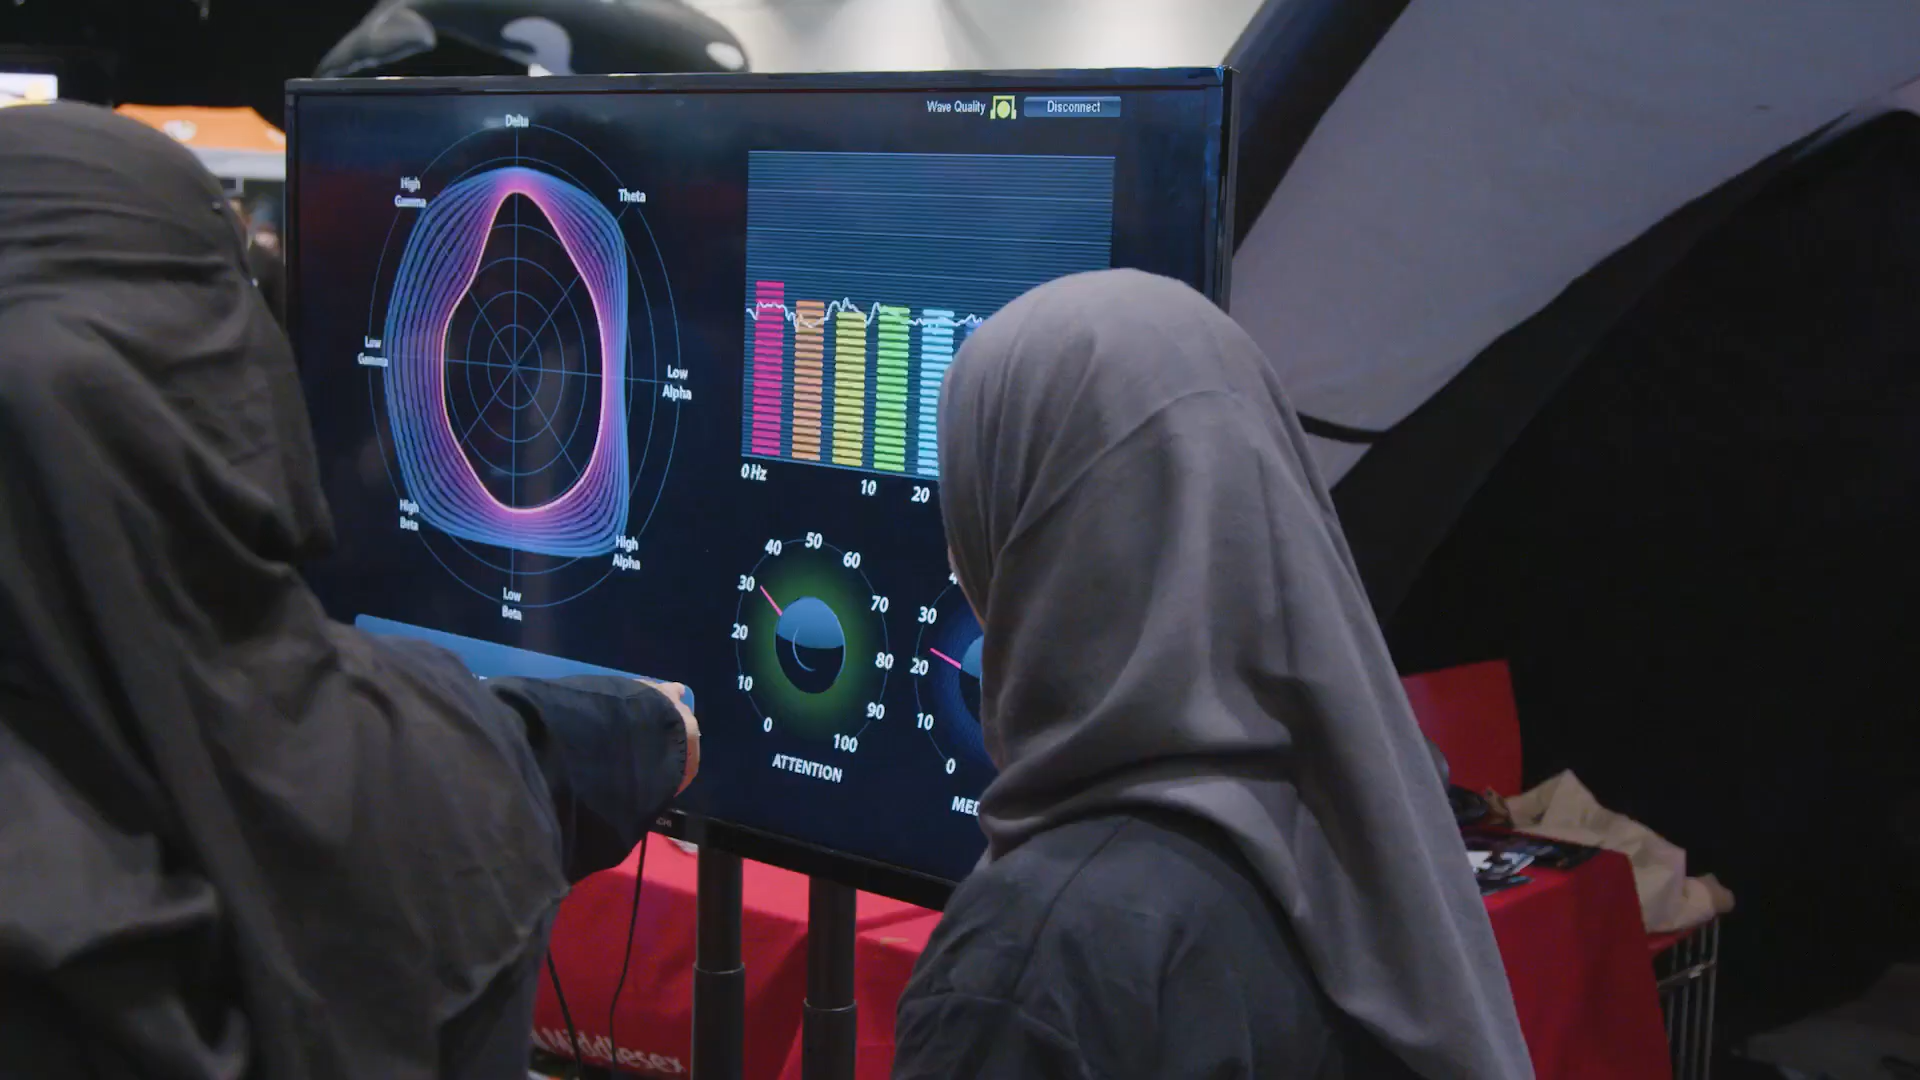 Wave Quality
Disconnect
Delta
High
Gamma
Theta
Low
Gamma
Low
Alpha
High
Beta
High
Alpha
Low
Beta
0 Hz
10
20
0
10
20
30
40
50
60
70
80
90
100
ATTENTION
0
10
20
30
Middlesex